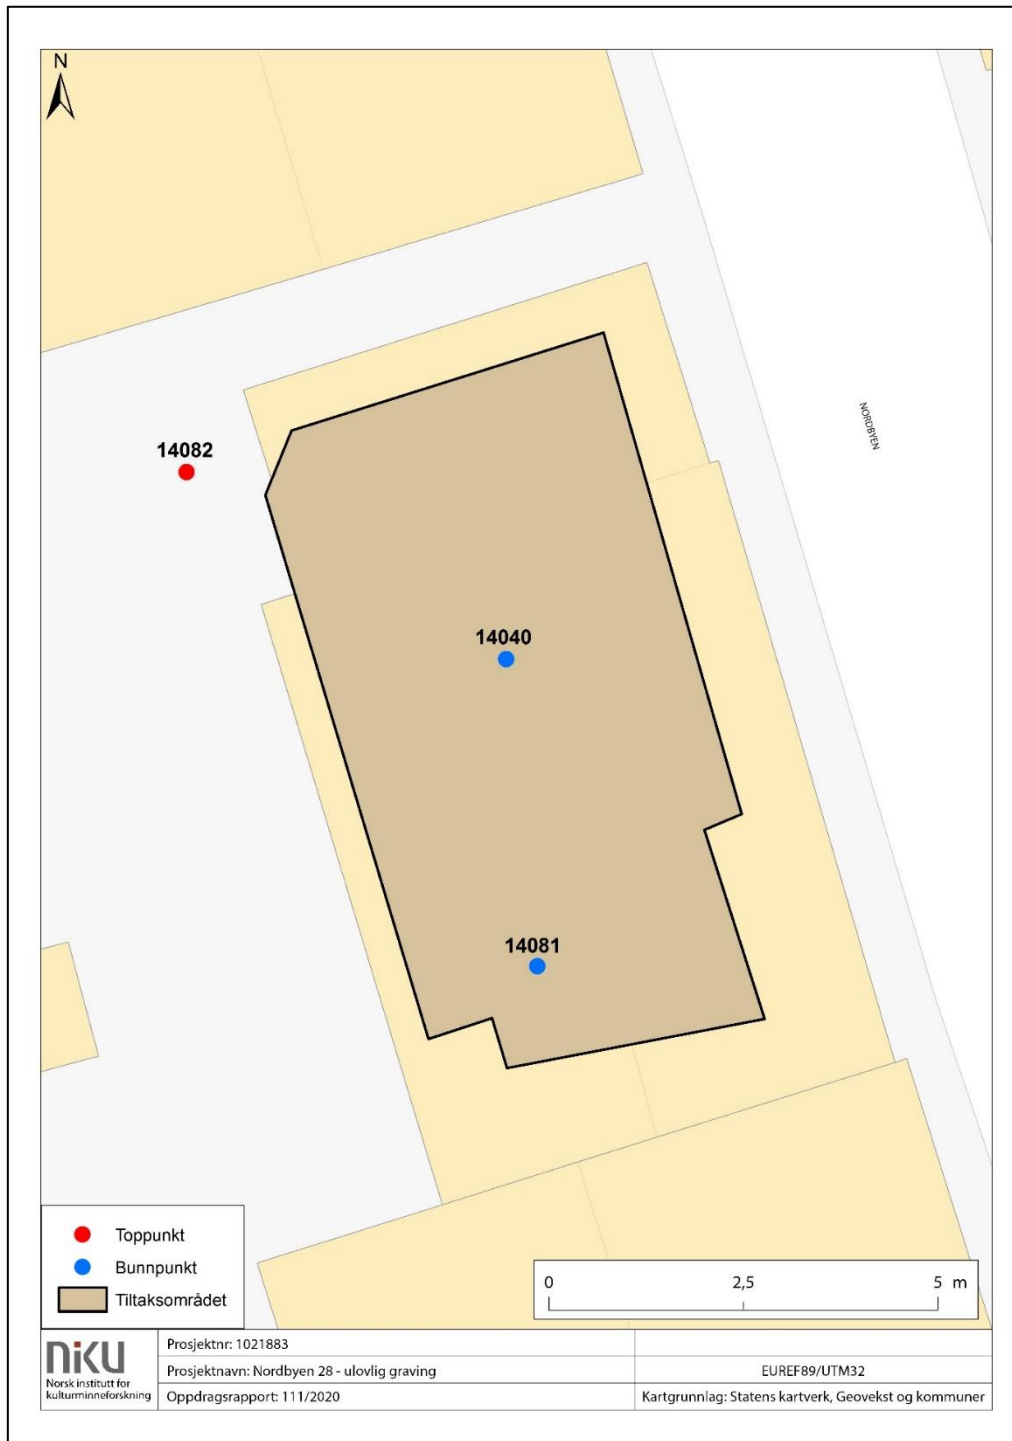 N
NORDBYEN
14082
14040
14081
Toppunkt
Bunnpunkt
Tiltaksområdet
0 2,5 5 m
niku
Norsk institutt for
kulturminneforskning
Prosjektnr: 1021883
Prosjektnavn: Nordbyen 28 - ulovlig graving
EUREF89/UTM32
Oppdragsrapport: 111/2020
Kartgrunnlag: Statens kartverk, Geovekst og kommuner